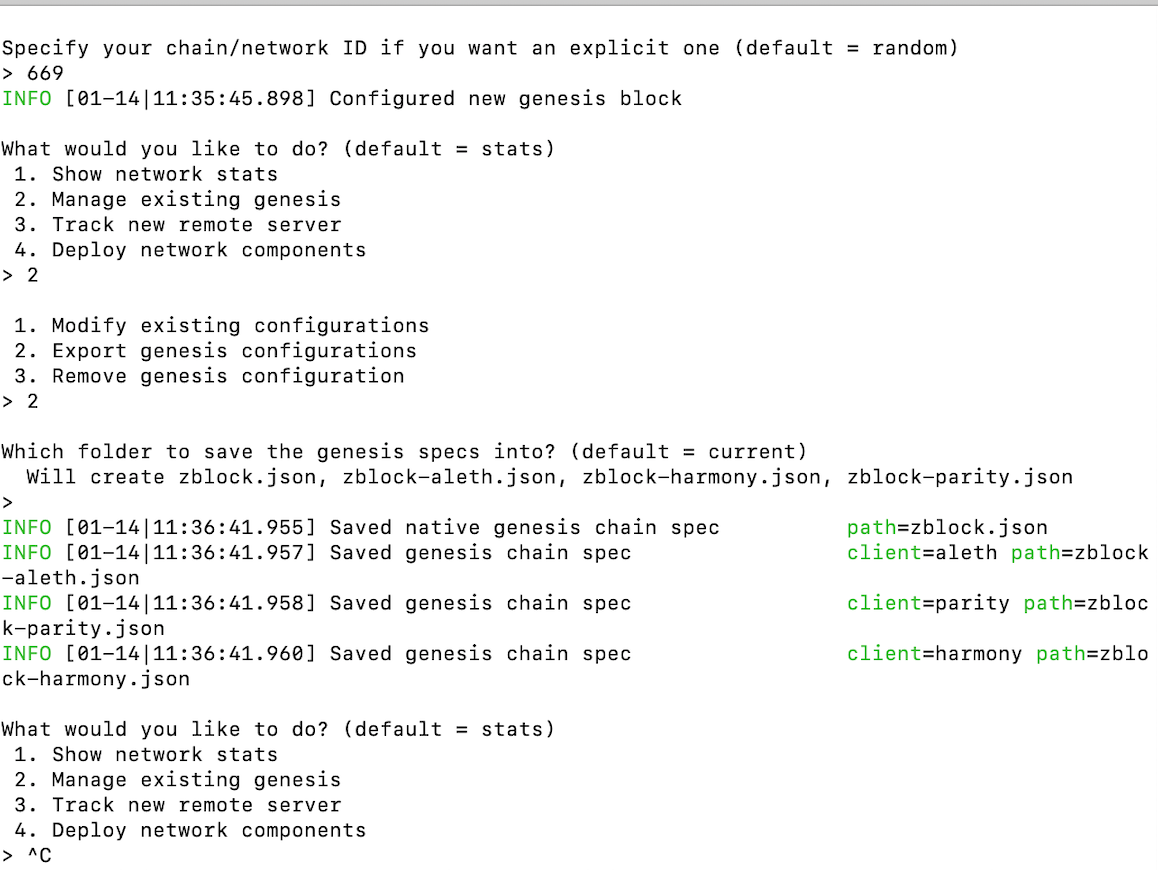 Specify your chain/network ID if you want an explicit one (default = random)
> 669
INFO [01-14|11:35:45.898] Configured new genesis block
What would you like to do? (default = stats)
 1. Show network stats
 2. Manage existing genesis
 3. Track new remote server
 4. Deploy network components
> 2
 1. Modify existing configurations
 2. Export genesis configurations
 3. Remove genesis configuration
> 2
Which folder to save the genesis specs into? (default = current)
  Will create zblock.json, zblock-aleth.json, zblock-harmony.json, zblock-parity.json
>
INFO [01-14|11:36:41.955] Saved native genesis chain spec          path=zblock.json
INFO [01-14|11:36:41.957] Saved genesis chain spec                 client=aleth path=zblock
-aleth.json
INFO [01-14|11:36:41.958] Saved genesis chain spec                 client=parity path=zbloc
k-parity.json
INFO [01-14|11:36:41.960] Saved genesis chain spec                 client=harmony path=zblo
ck-harmony.json
What would you like to do? (default = stats)
 1. Show network stats
 2. Manage existing genesis
 3. Track new remote server
 4. Deploy network components
> ^C